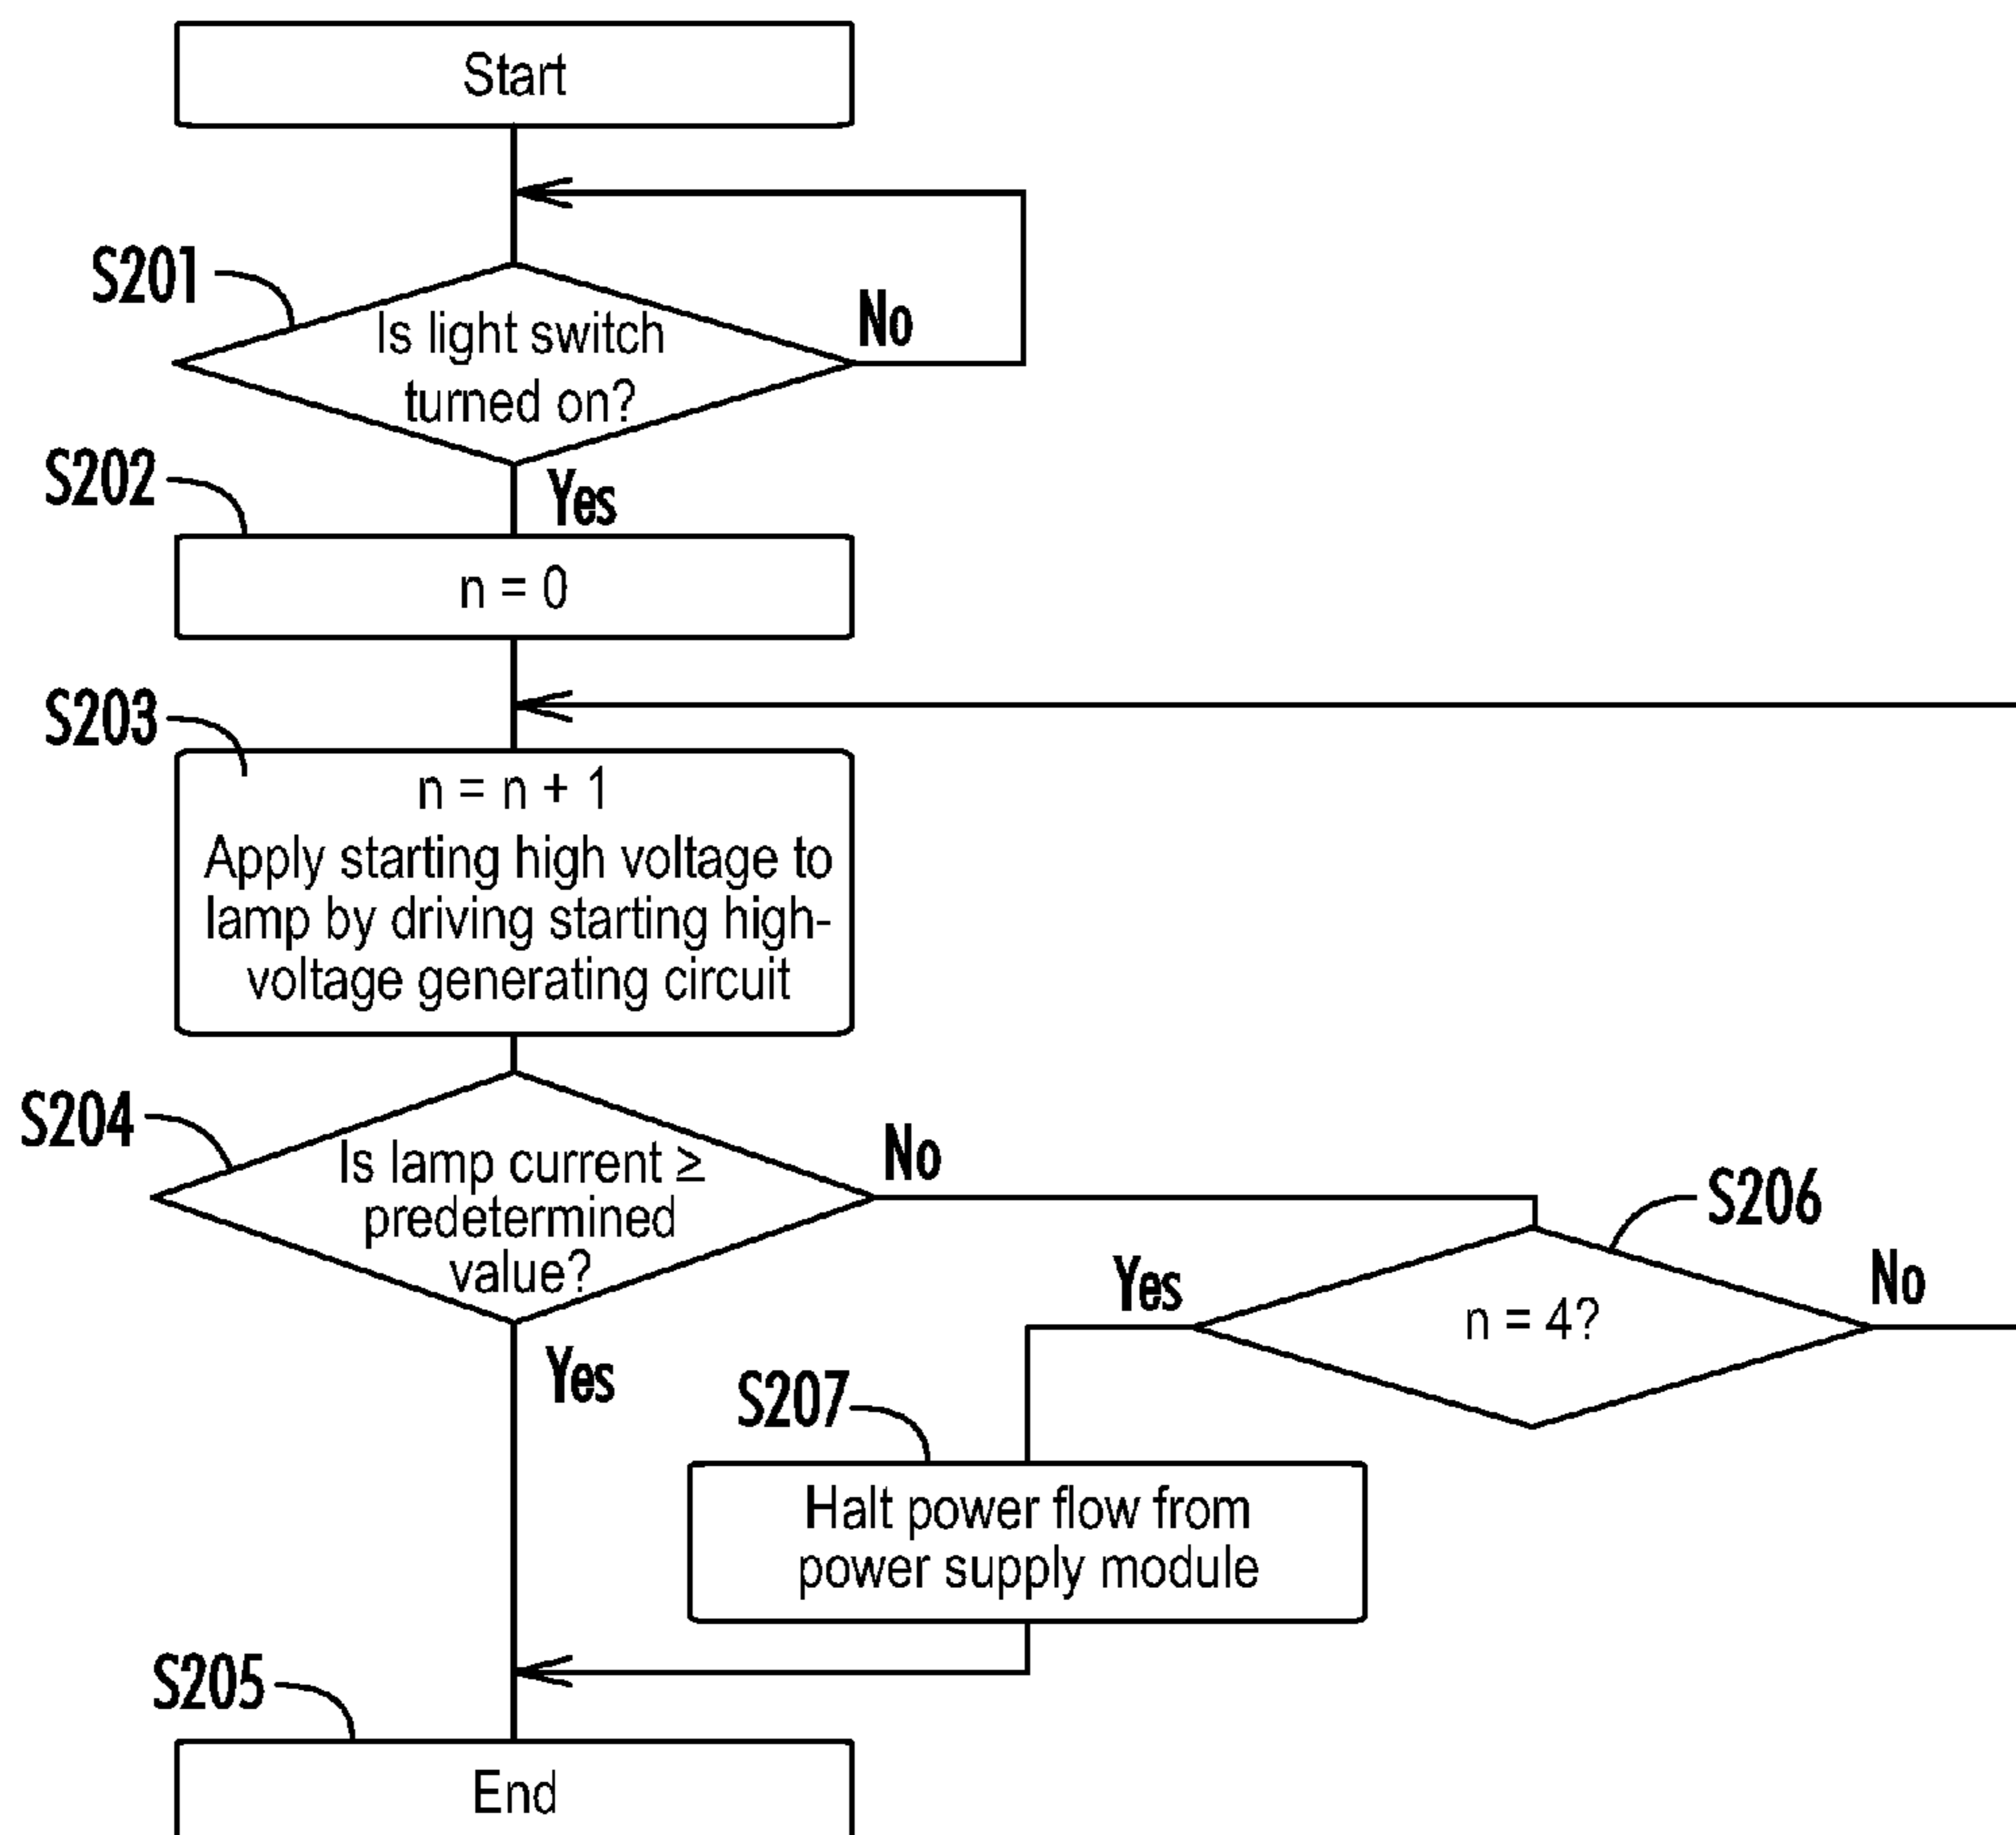 Start
S201
Is light switch
turned on?
No
Yes
S202
n = 0
S203
n = n + 1
Apply starting high voltage to
lamp by driving starting high-
voltage generating circuit
S204
Is lamp current ≥
predetermined
value?
No
Yes
S206
n = 4?
Yes
No
S207
Halt power flow from
power supply module
S205
End